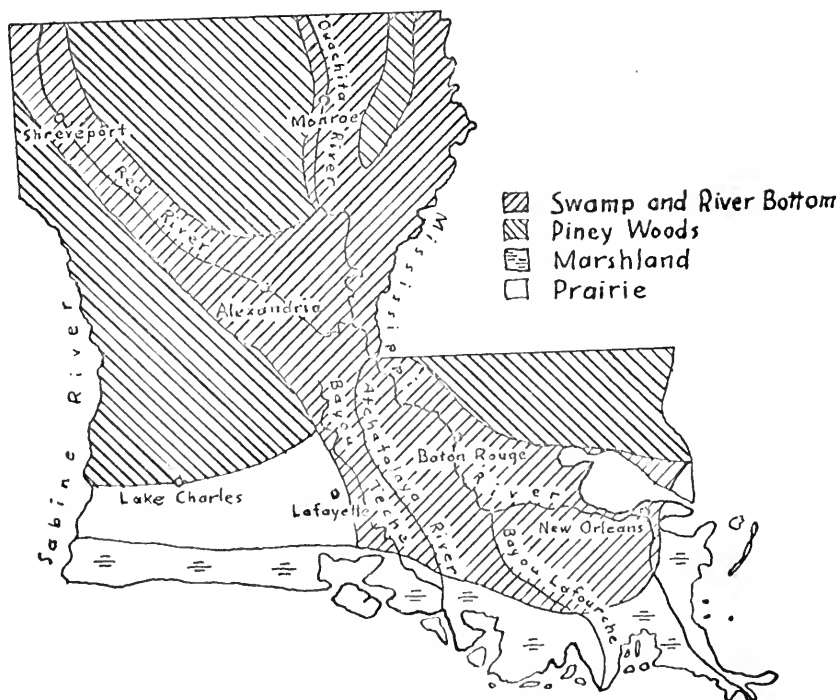 Ouachita River
Monroe
Shreveport
Red River
Mississippi River
Swamp and River Bottom
Piney Woods
Marshland
Prairie
Alexandria
Sabine River
Bayou Teche
Atchafalaya River
Baton Rouge
Lake Charles
Lafayette
New Orleans
Bayou Lafourche